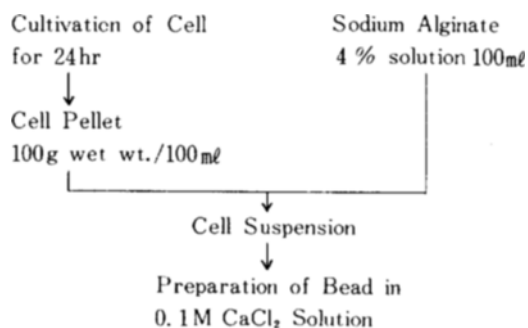 Cultivation of Cell
for 24hr
Sodium Alginate
4 % solution 100mℓ
Cell Pellet
100g wet wt./100mℓ
Cell Suspension
Preparation of Bead in
0.1M CaCl₂ Solution